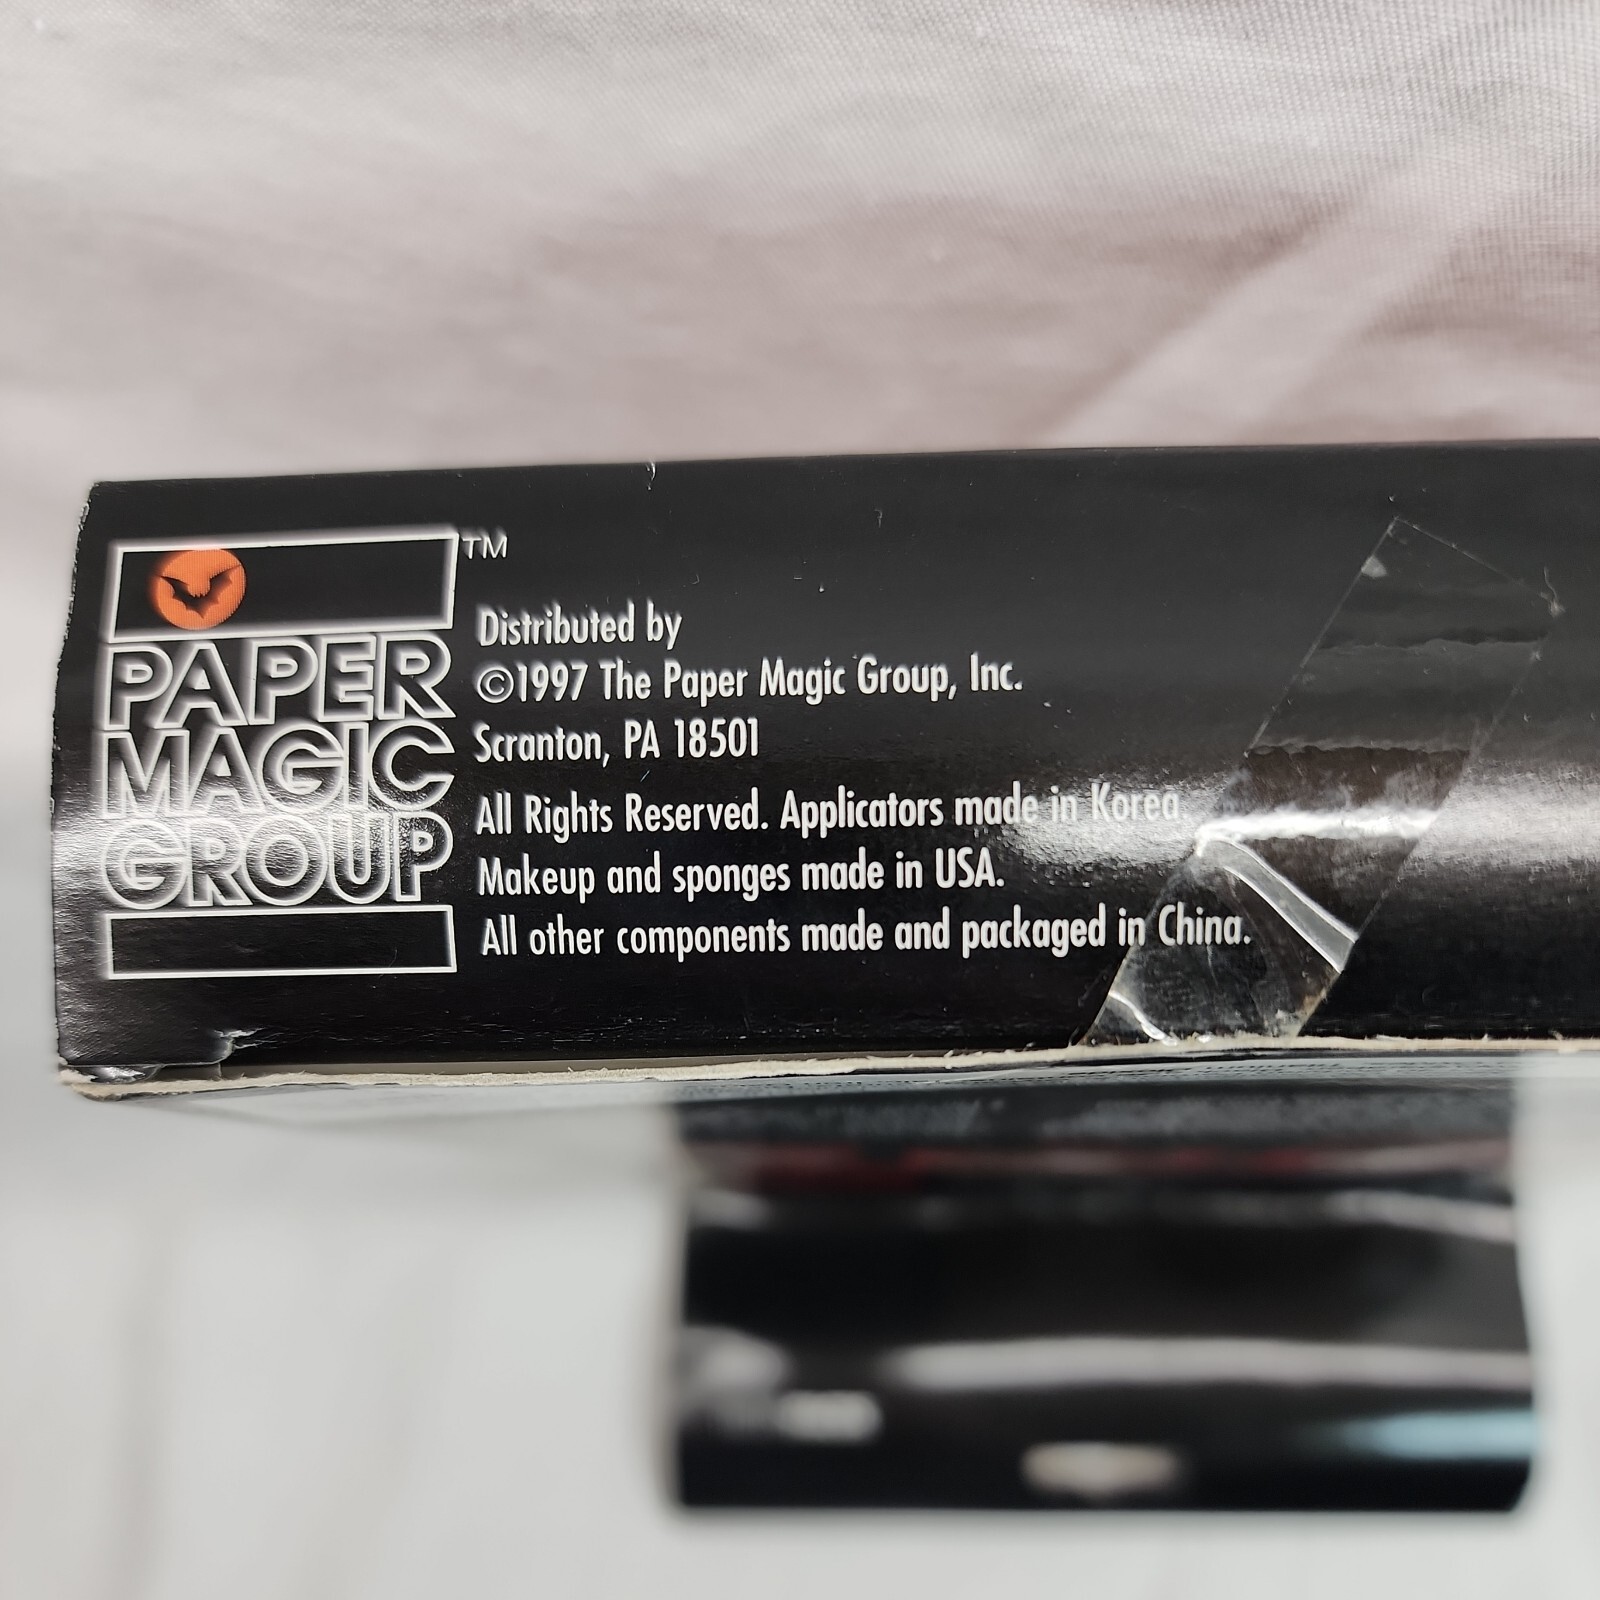 PAPER
MAGIC
GROUP
TM
Distributed by
©1997 The Paper Magic Group, Inc.
Scranton, PA 18501
All Rights Reserved. Applicators made in Korea.
Makeup and sponges made in USA.
All other components made and packaged in China.